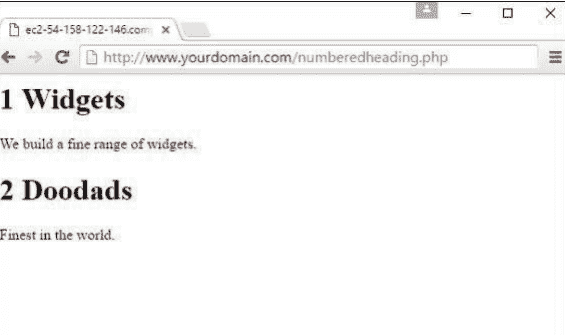 ec2-54-158-122-146.com
http://www.yourdomain.com/numberedheading.php
1 Widgets
We build a fine range of widgets.
2 Doodads
Finest in the world.